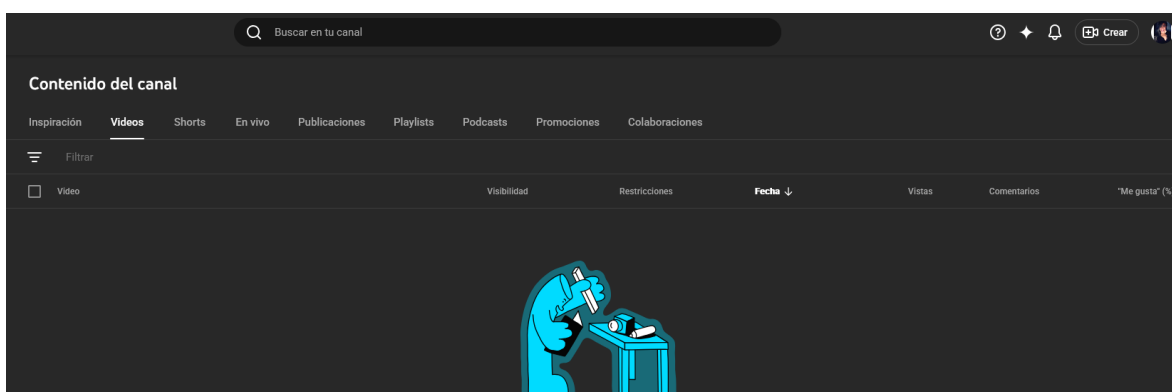 Buscar en tu canal
Crear
Contenido del canal
Inspiración Videos Shorts En vivo Publicaciones Playlists Podcasts Promociones Colaboraciones
Filtrar
Video Visibilidad Restricciones Fecha ↓ Vistas Comentarios "Me gusta" (%